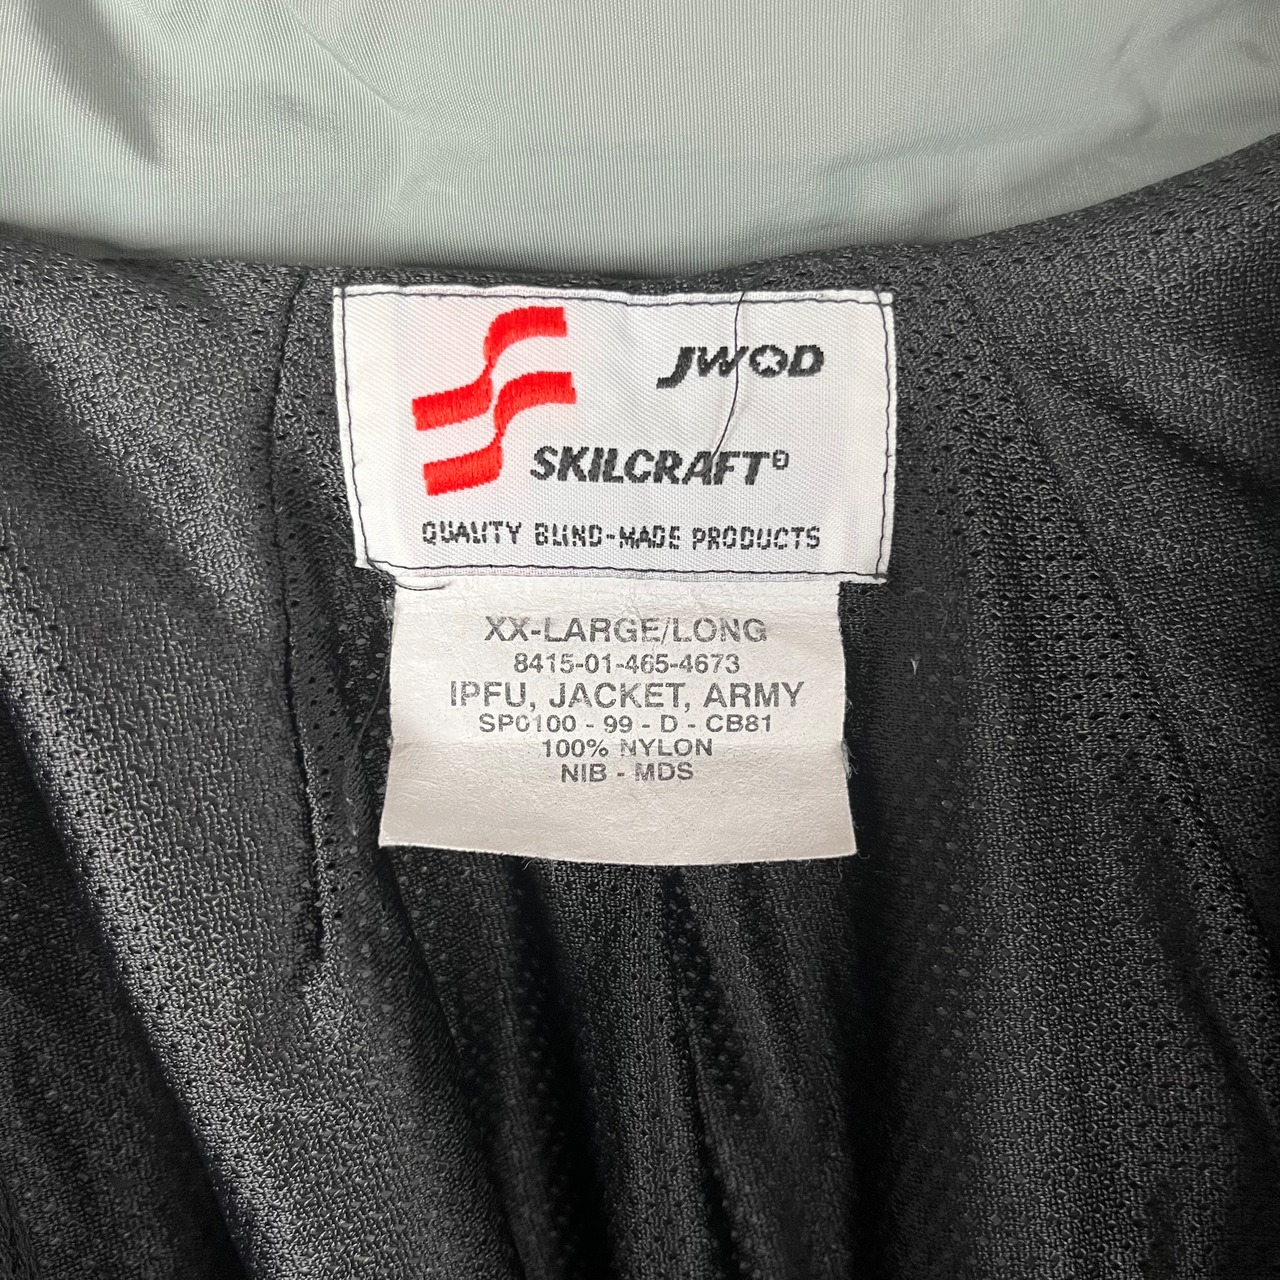 JWOD
SKILCRAFT®
QUALITY BLIND-MADE PRODUCTS
XX-LARGE/LONG
8415-01-465-4673
IPFU, JACKET, ARMY
SP0100 - 99 - D - CB81
100% NYLON
NIB - MDS